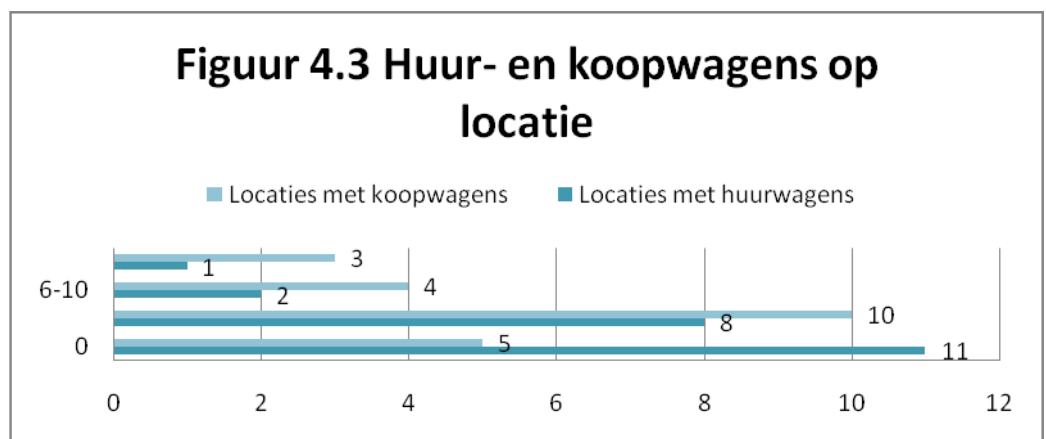 Figuur 4.3 Huur- en koopwagens op
locatie
Locaties met koopwagens Locaties met huurwagens
3
1
6-10 4
2
10
8
0 5
11
0 2 4 6 8 10 12